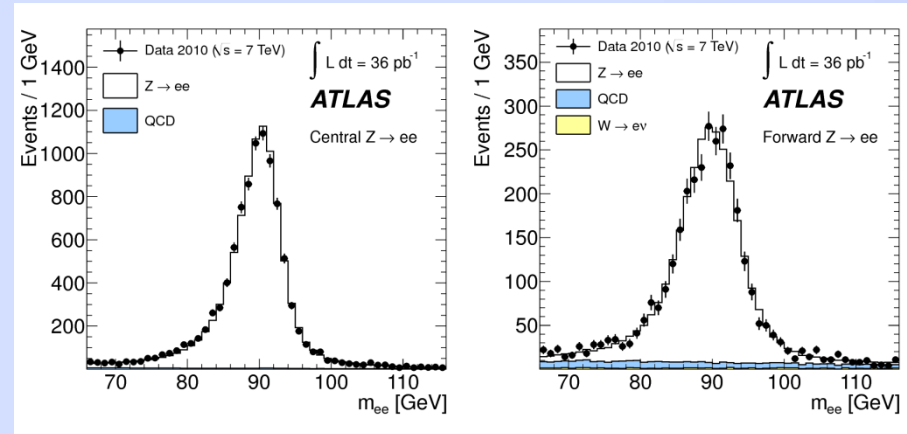 Data 2010 (√s = 7 TeV)
∫ L dt = 36 pb⁻¹
Z → ee
QCD
ATLAS
Central Z → ee
Events / 1 GeV
1400
1200
1000
800
600
400
200
70 80 90 100 110
m_ee [GeV]
Data 2010 (√s = 7 TeV)
∫ L dt = 36 pb⁻¹
Z → ee
QCD
W → eν
ATLAS
Forward Z → ee
Events / 1 GeV
350
300
250
200
150
100
50
70 80 90 100 110
m_ee [GeV]